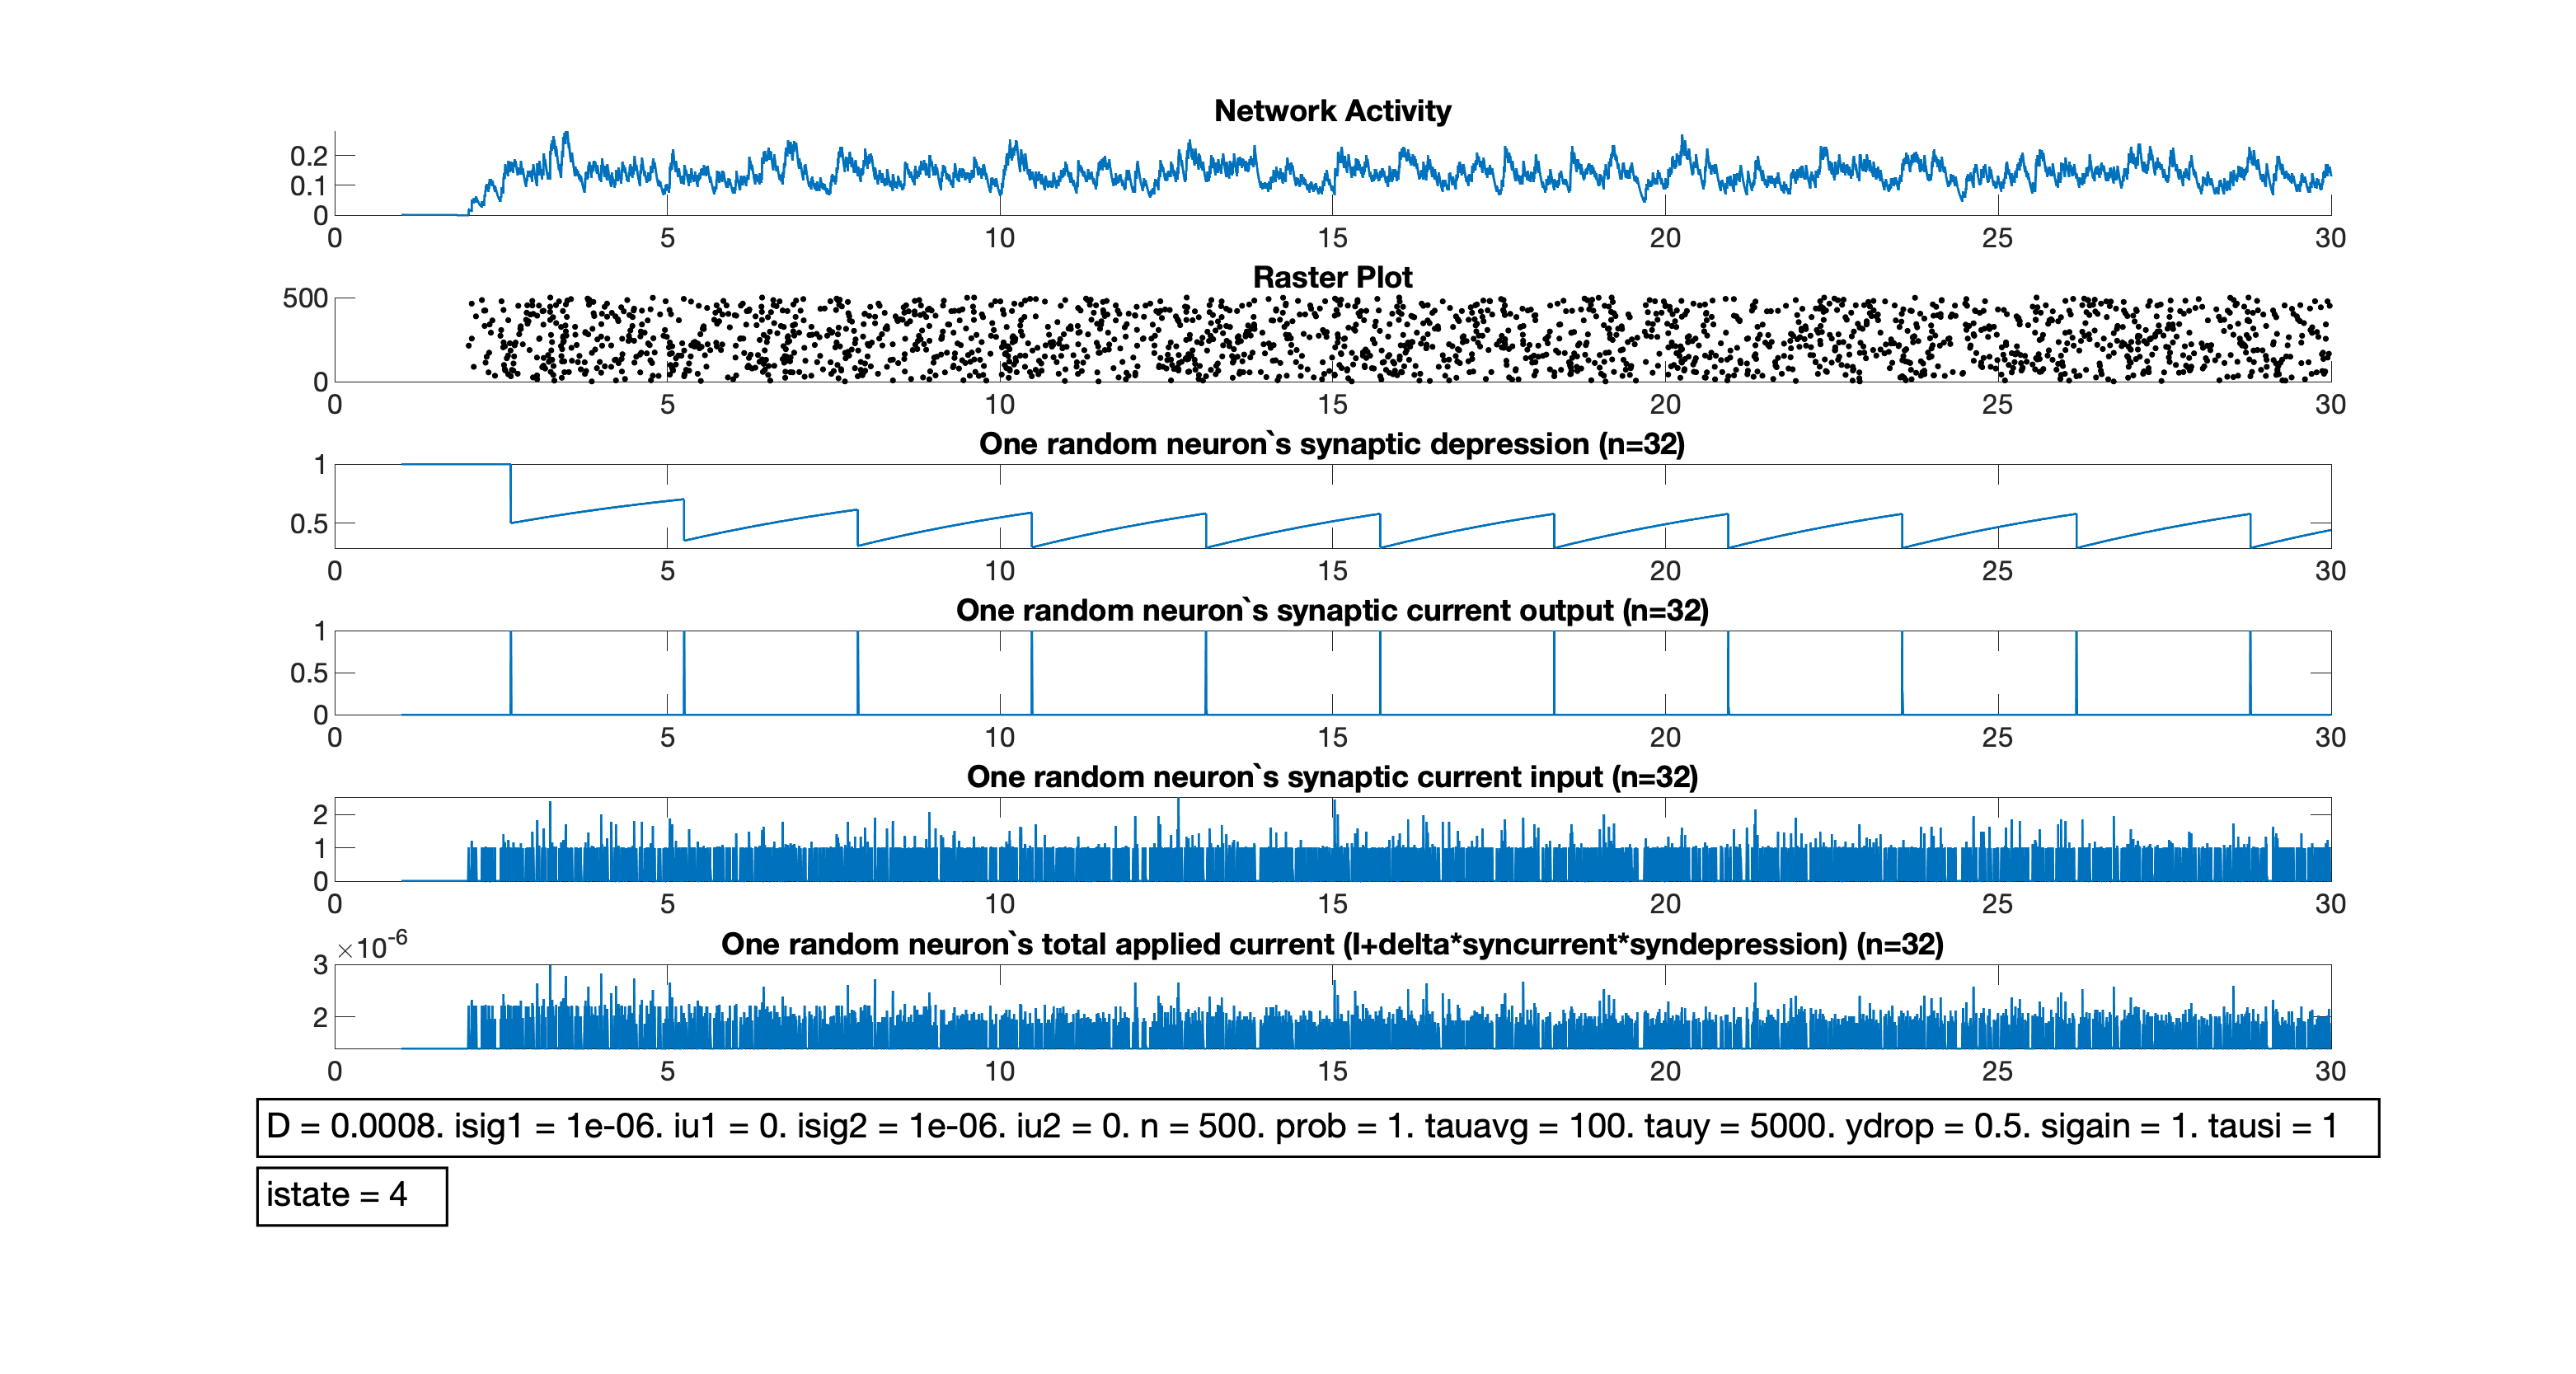 Network Activity
0.2
0.1
0
0 5 10 15 20 25 30
Raster Plot
500
0
0 5 10 15 20 25 30
One random neuron`s synaptic depression (n=32)
1
0.5
0 5 10 15 20 25 30
One random neuron`s synaptic current output (n=32)
1
0.5
0
0 5 10 15 20 25 30
One random neuron`s synaptic current input (n=32)
2
1
0
0 5 10 15 20 25 30
×10⁻⁶ One random neuron`s total applied current (I+delta*syncurrent*syndepression) (n=32)
3
2
0 5 10 15 20 25 30
D = 0.0008. isig1 = 1e-06. iu1 = 0. isig2 = 1e-06. iu2 = 0. n = 500. prob = 1. tauavg = 100. tauy = 5000. ydrop = 0.5. sigain = 1. tausi = 1
istate = 4